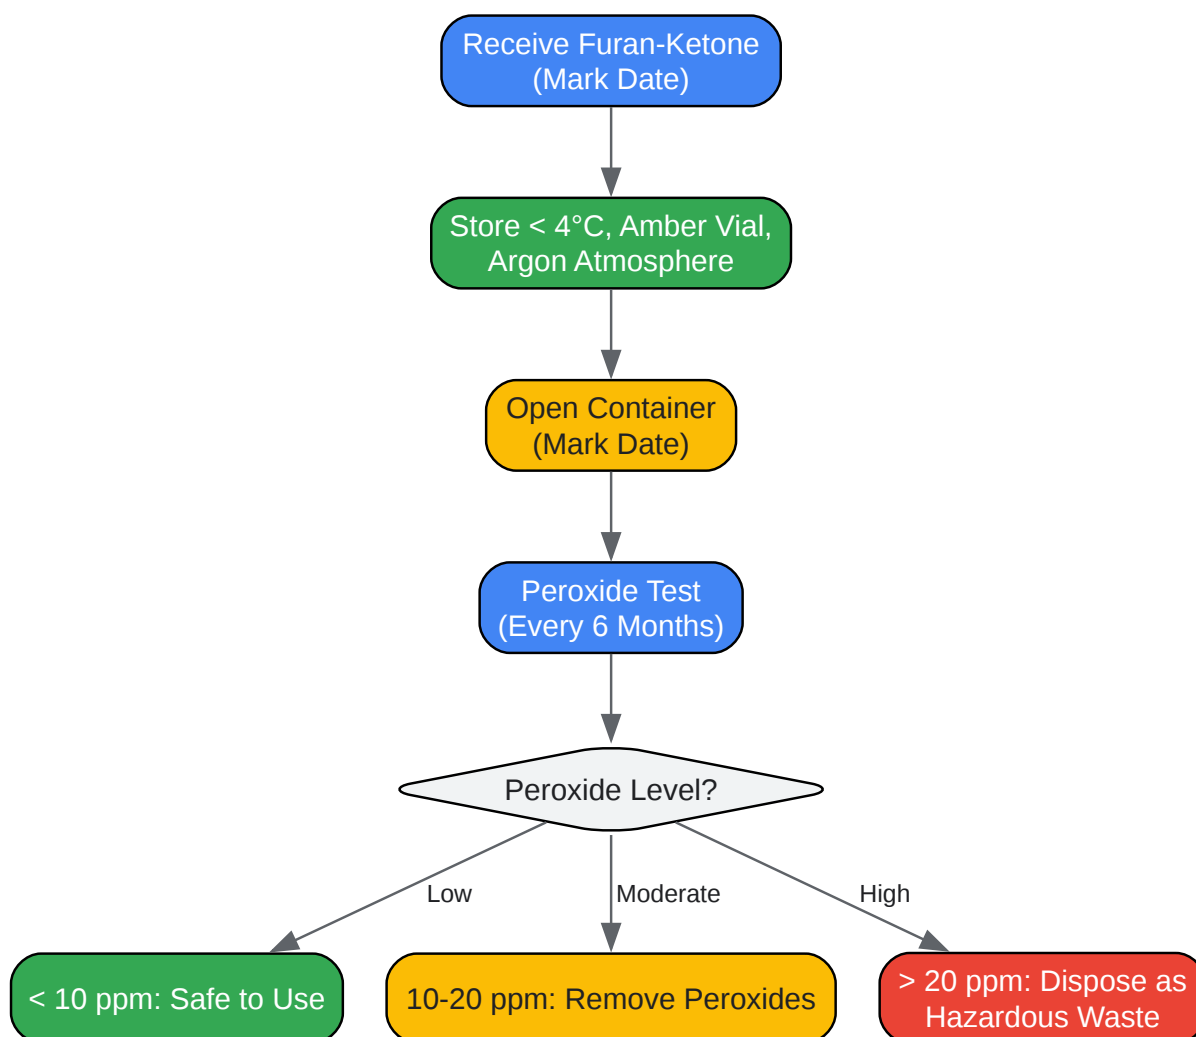 Receive Furan-Ketone
(Mark Date)
Store < 4°C, Amber Vial,
Argon Atmosphere
Open Container
(Mark Date)
Peroxide Test
(Every 6 Months)
Peroxide Level?
Low
Moderate
High
< 10 ppm: Safe to Use
10-20 ppm: Remove Peroxides
> 20 ppm: Dispose as
Hazardous Waste